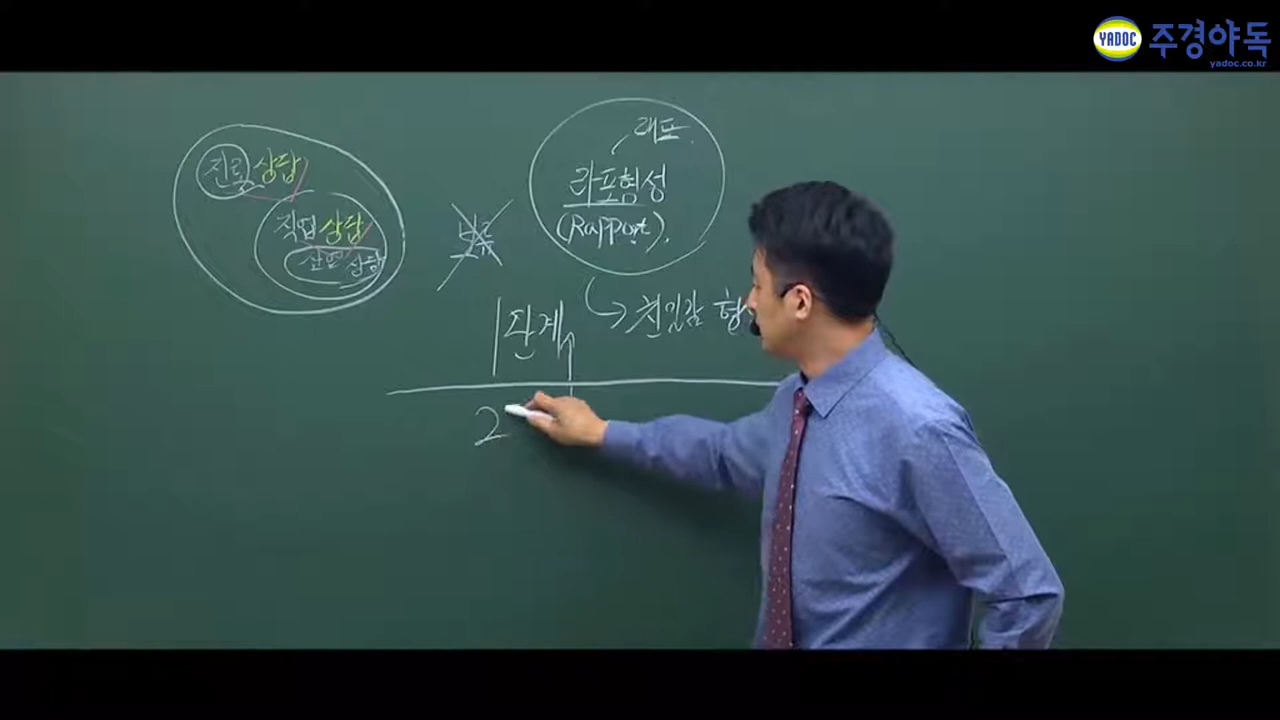 YADOC 주경야독
yadoc.co.kr
진로상담
직업상담
산업상담
래포
라포형성
(Rapport).
친밀감 형
1단계
2